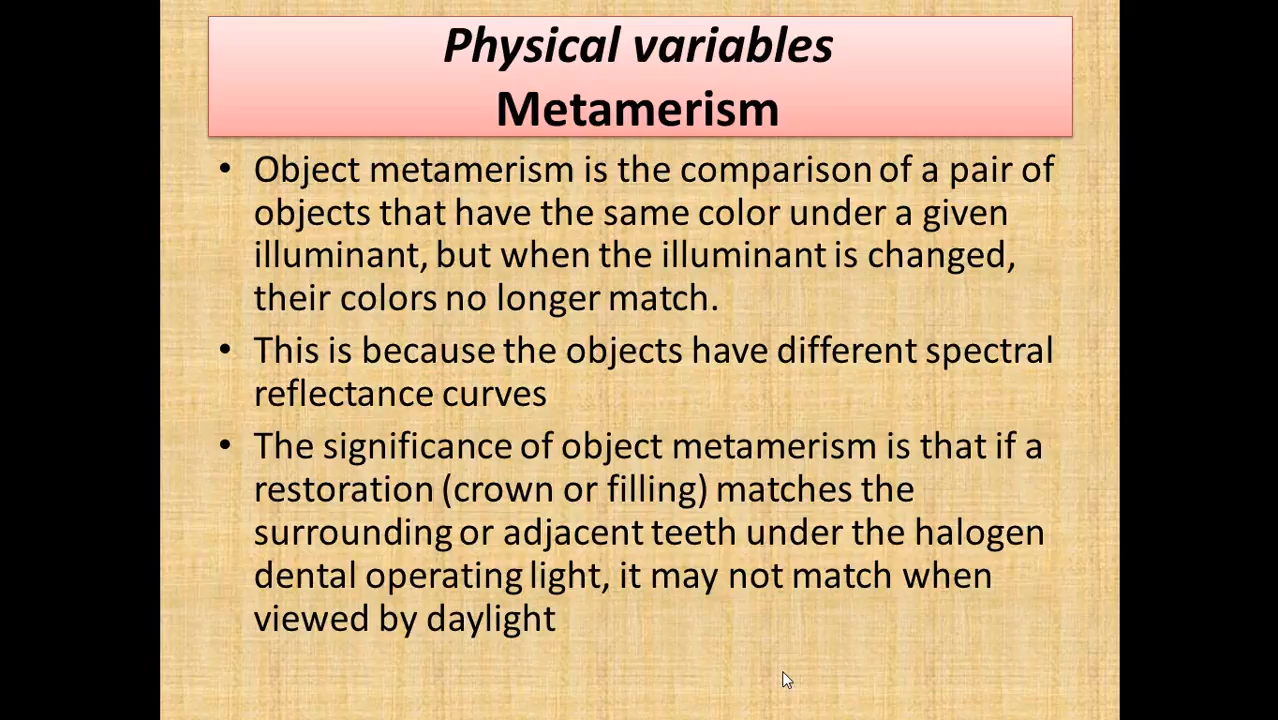 Physical variables
Metamerism
• Object metamerism is the comparison of a pair of
objects that have the same color under a given
illuminant, but when the illuminant is changed,
their colors no longer match.
• This is because the objects have different spectral
reflectance curves
• The significance of object metamerism is that if a
restoration (crown or filling) matches the
surrounding or adjacent teeth under the halogen
dental operating light, it may not match when
viewed by daylight